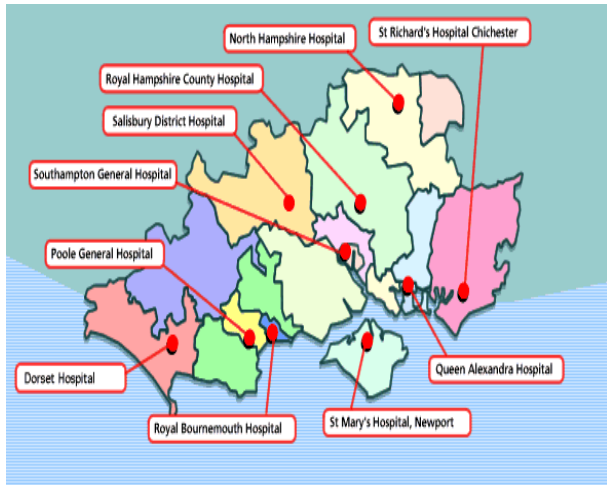 North Hampshire Hospital
St Richard's Hospital Chichester
Royal Hampshire County Hospital
Salisbury District Hospital
Southampton General Hospital
Poole General Hospital
Dorset Hospital
Queen Alexandra Hospital
Royal Bournemouth Hospital
St Mary's Hospital, Newport